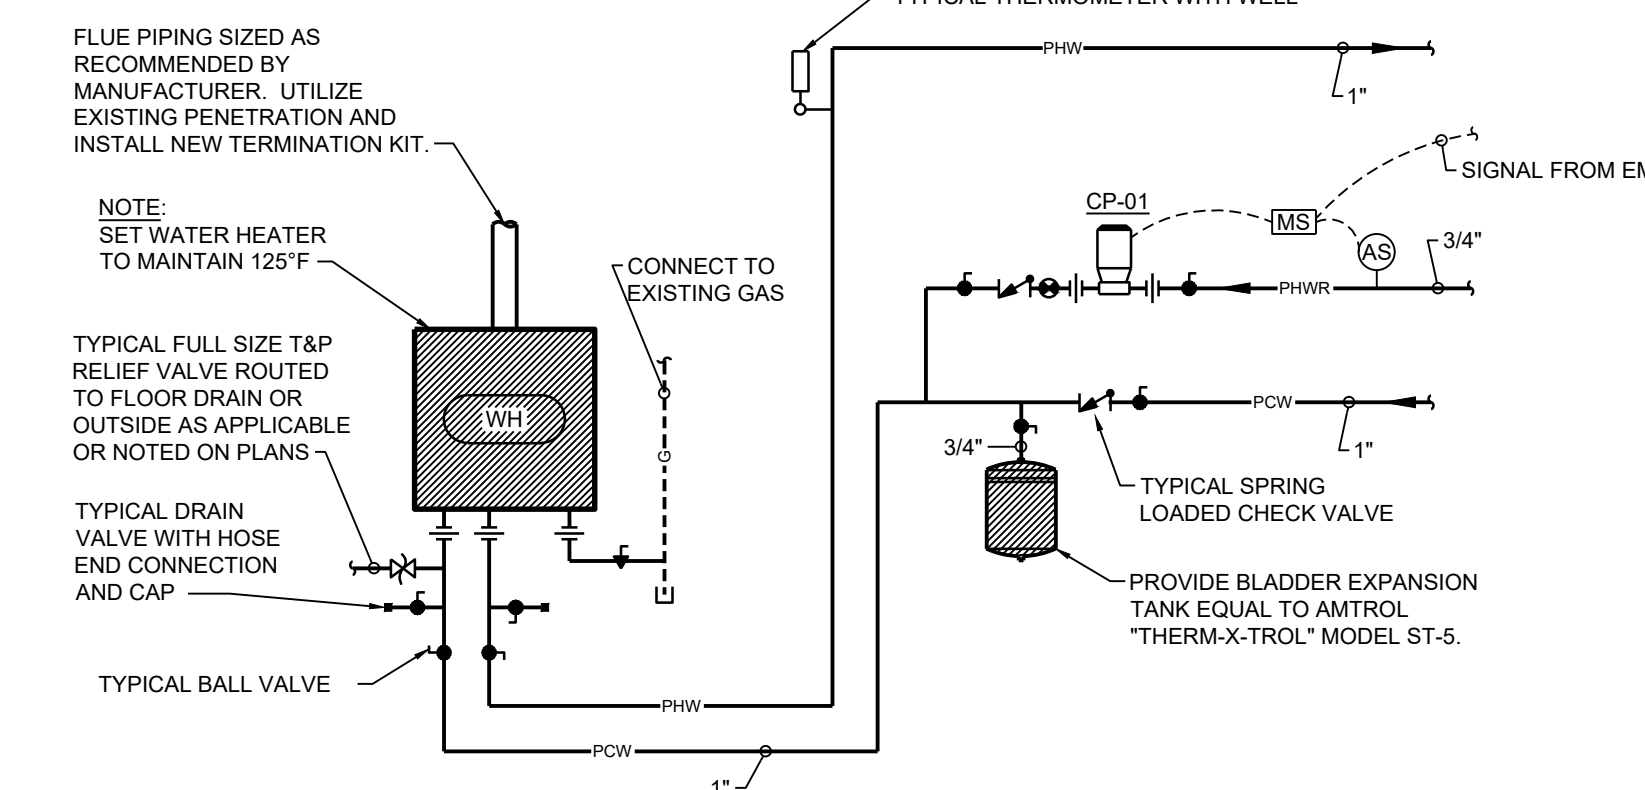 TYPICAL THERMOMETER WITH WELL
FLUE PIPING SIZED AS
RECOMMENDED BY
MANUFACTURER. UTILIZE
EXISTING PENETRATION AND
INSTALL NEW TERMINATION KIT.
PHW
1"
SIGNAL FROM EM
NOTE:
SET WATER HEATER
TO MAINTAIN 125°F
CP-01
MS
AS
3/4"
PHWR
CONNECT TO
EXISTING GAS
TYPICAL FULL SIZE T&P
RELIEF VALVE ROUTED
TO FLOOR DRAIN OR
OUTSIDE AS APPLICABLE
OR NOTED ON PLANS
WH
G
PCW
1"
3/4"
TYPICAL SPRING
LOADED CHECK VALVE
TYPICAL DRAIN
VALVE WITH HOSE
END CONNECTION
AND CAP
PROVIDE BLADDER EXPANSION
TANK EQUAL TO AMTROL
"THERM-X-TROL" MODEL ST-5.
TYPICAL BALL VALVE
PHW
PCW
1"